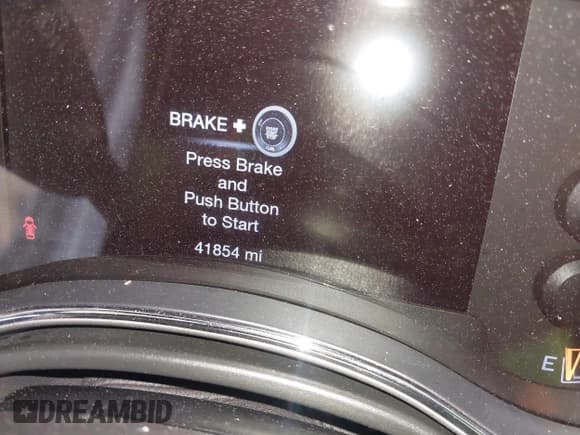 BRAKE +
Press Brake
and
Push Button
to Start
41854 mi
E
DREAMBID